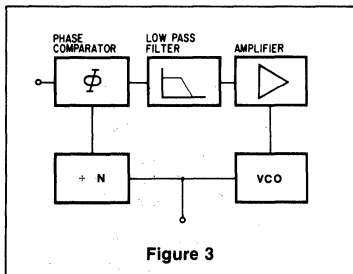 PHASE COMPARATOR
LOW PASS FILTER
AMPLIFIER
Φ
÷ N
VCO
Figure 3